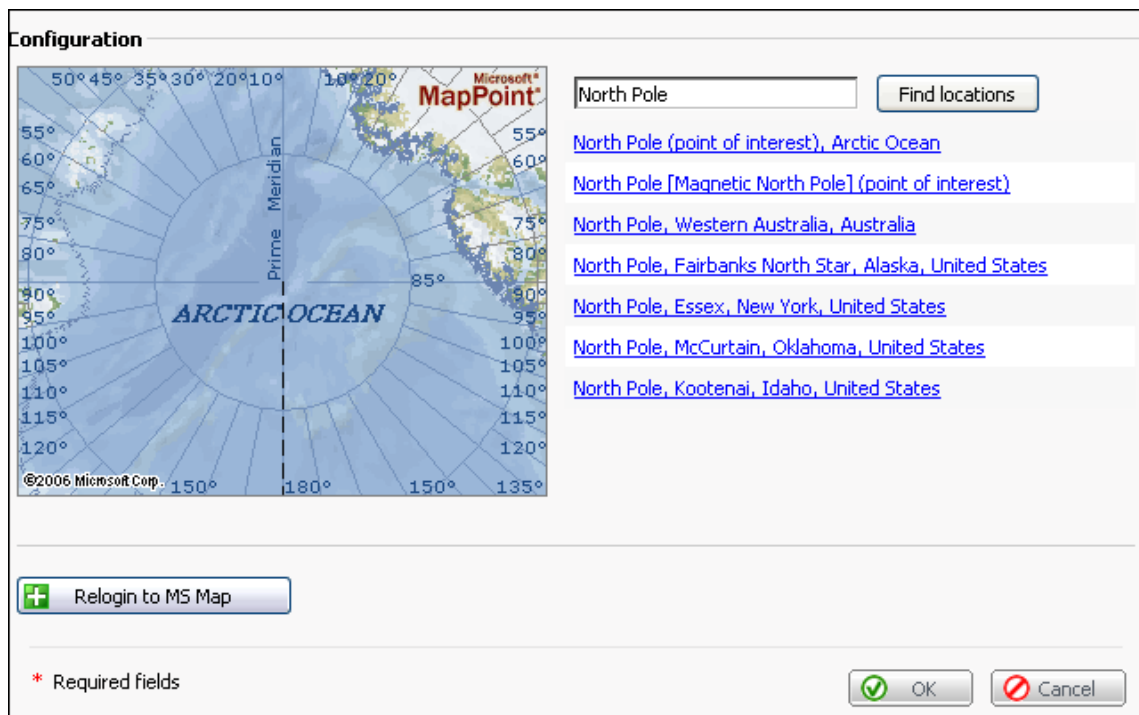 Configuration
50° 45° 35° 30° 20° 10° 10° 20°
Microsoft®
MapPoint®
55° 55°
60° 60°
65°
75° 75°
80° 80°
85°
90° 90°
95° 95°
100° 100°
105° 105°
110° 110°
115° 115°
120° 120°
Prime Meridian
ARCTIC OCEAN
©2006 Microsoft Corp. 150° 180° 150° 135°
North Pole Find locations
North Pole (point of interest), Arctic Ocean
North Pole [Magnetic North Pole] (point of interest)
North Pole, Western Australia, Australia
North Pole, Fairbanks North Star, Alaska, United States
North Pole, Essex, New York, United States
North Pole, McCurtain, Oklahoma, United States
North Pole, Kootenai, Idaho, United States
Relogin to MS Map
* Required fields
OK Cancel